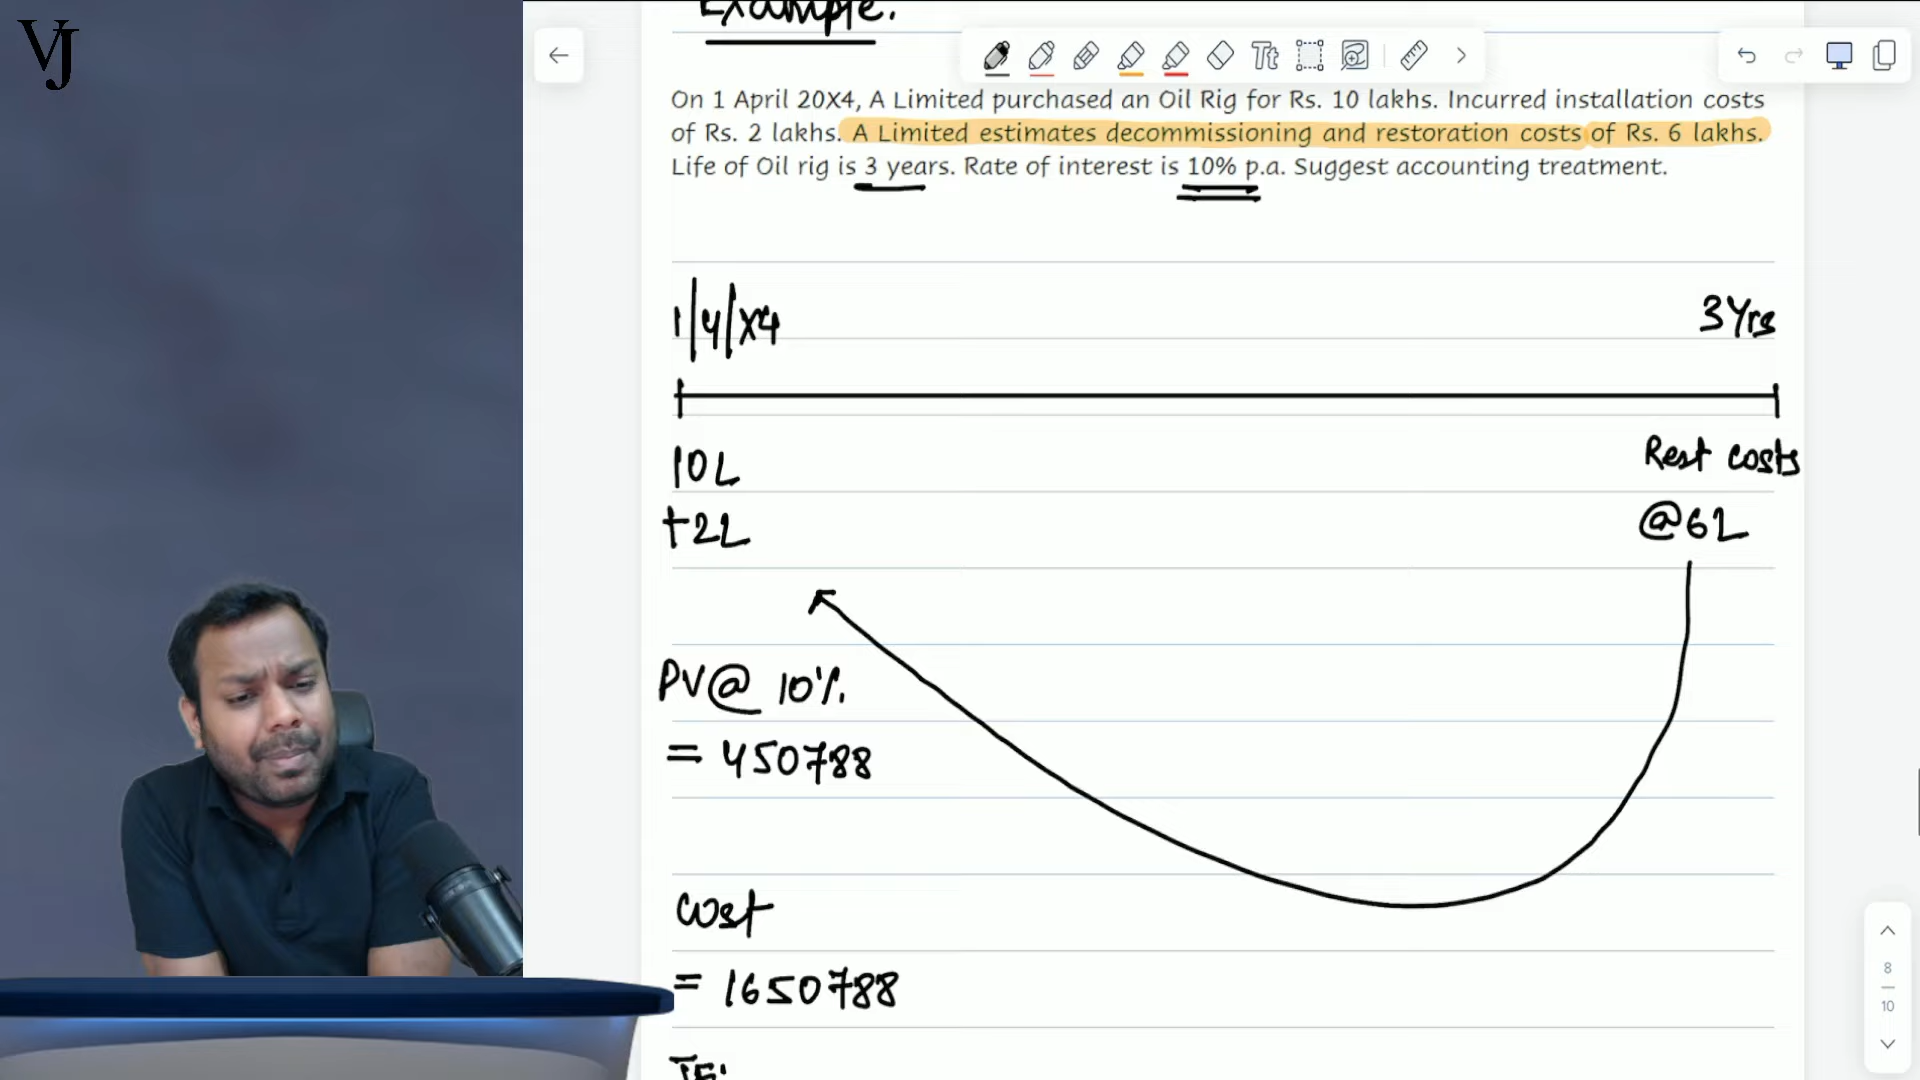 VJ
Example.
On 1 April 20X4, A Limited purchased an Oil Rig for Rs. 10 lakhs. Incurred installation costs
of Rs. 2 lakhs. A Limited estimates decommissioning and restoration costs of Rs. 6 lakhs.
Life of Oil rig is 3 years. Rate of interest is 10% p.a. Suggest accounting treatment.
1/4/X4
3Yrs
10L
Rest costs
+2L
@6L
PV@ 10%
= 450788
Cost
= 1650788
JE:
Tt
8
10